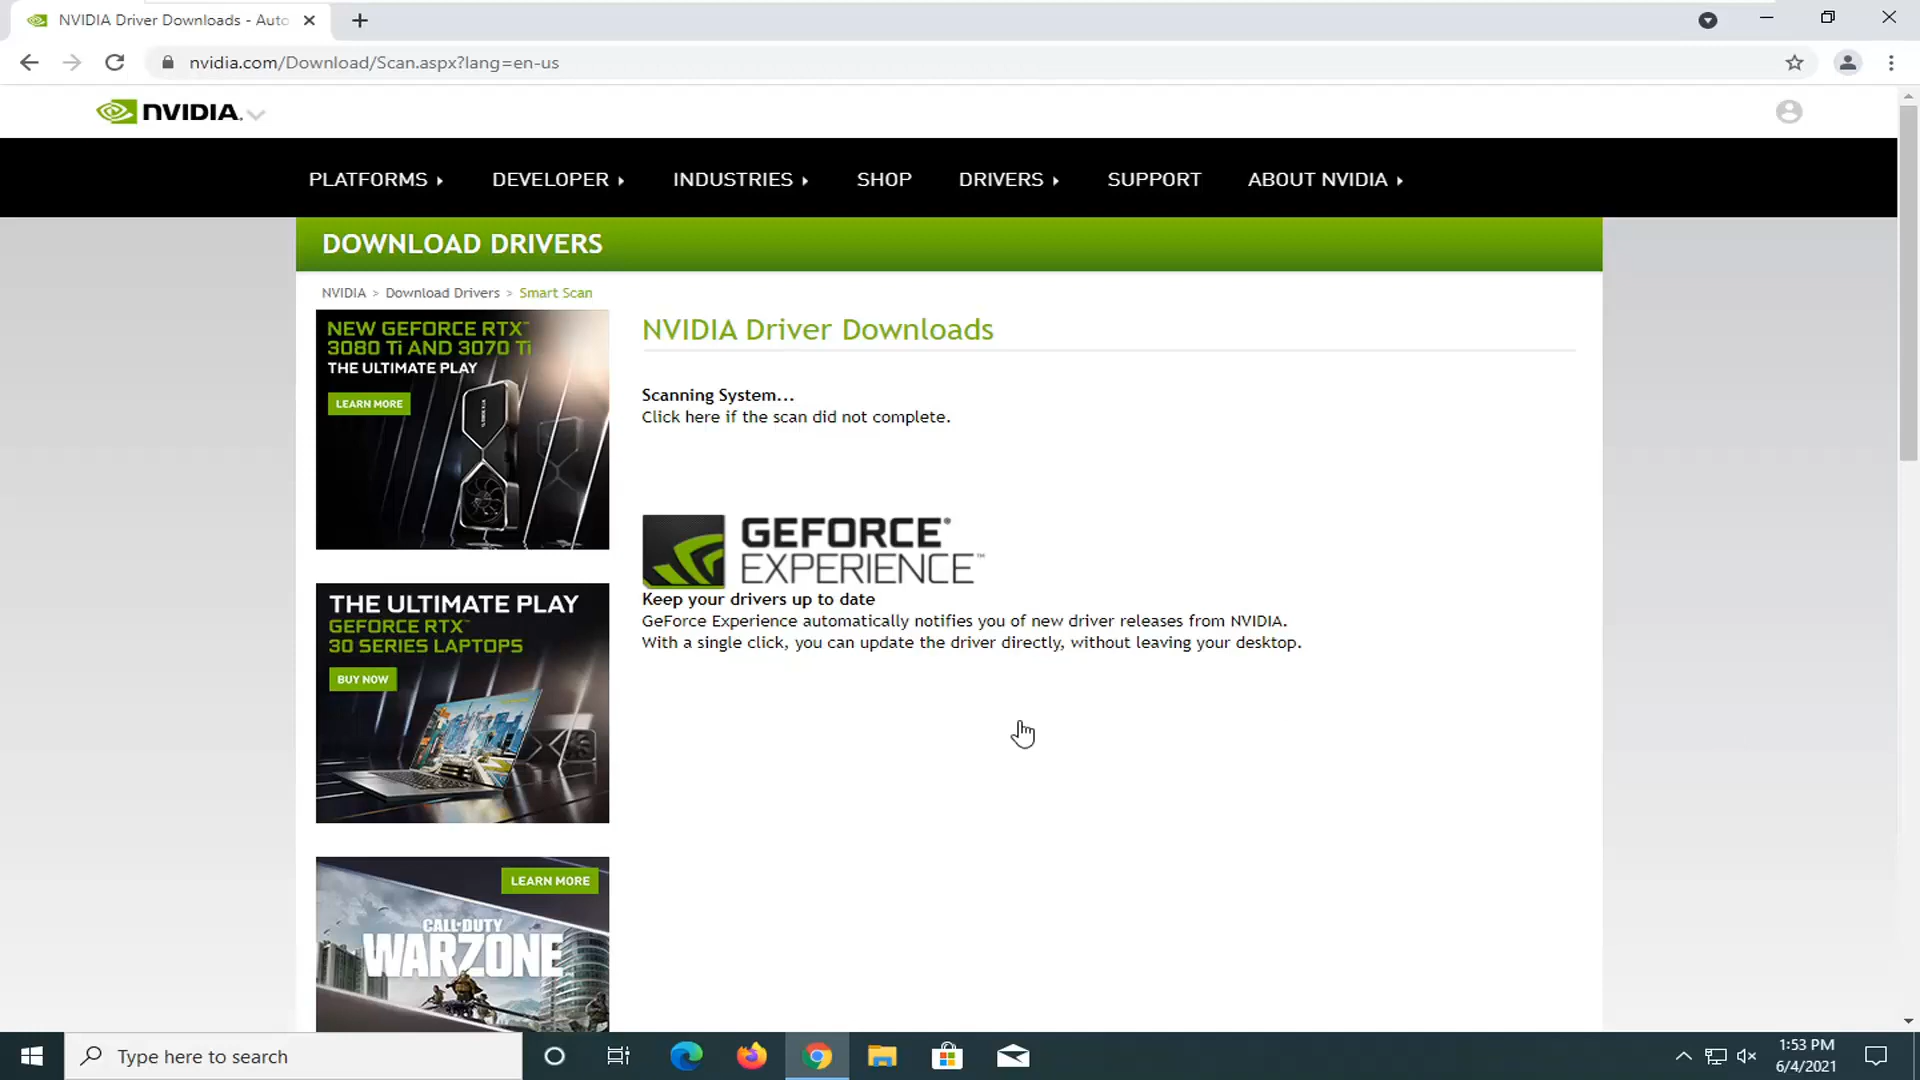 NVIDIA Driver Downloads - Auto
nvidia.com/Download/Scan.aspx?lang=en-us
NVIDIA.
PLATFORMS DEVELOPER INDUSTRIES SHOP DRIVERS SUPPORT ABOUT NVIDIA
DOWNLOAD DRIVERS
NVIDIA > Download Drivers > Smart Scan
NEW GEFORCE RTX™
3080 Ti AND 3070 Ti
THE ULTIMATE PLAY
LEARN MORE
NVIDIA Driver Downloads
Scanning System...
Click here if the scan did not complete.
GEFORCE®
EXPERIENCE™
Keep your drivers up to date
GeForce Experience automatically notifies you of new driver releases from NVIDIA.
With a single click, you can update the driver directly, without leaving your desktop.
THE ULTIMATE PLAY
GEFORCE RTX™
30 SERIES LAPTOPS
BUY NOW
LEARN MORE
CALL OF DUTY
WARZONE
Type here to search
1:53 PM
6/4/2021